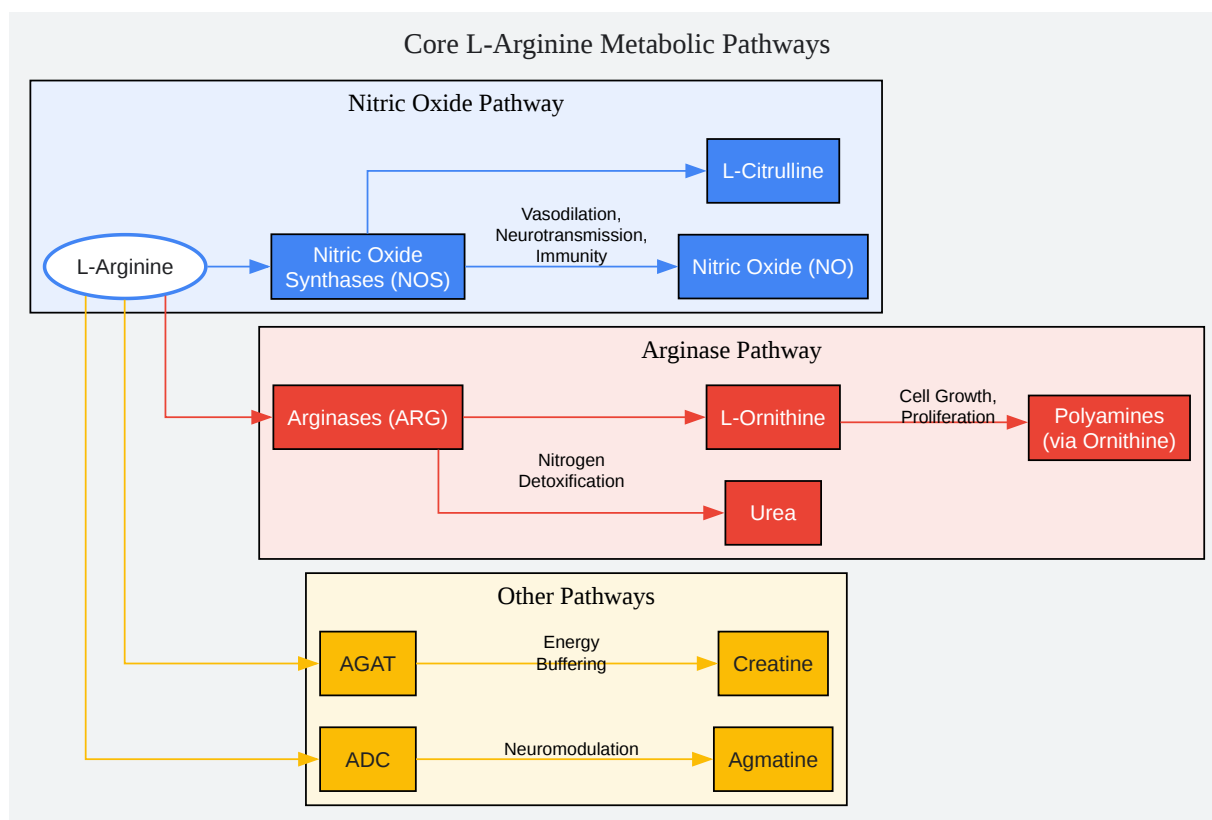 Core L-Arginine Metabolic Pathways
Nitric Oxide Pathway
L-Citrulline
Vasodilation,
Neurotransmission,
Immunity
L-Arginine
Nitric Oxide
Synthases (NOS)
Nitric Oxide (NO)
Arginase Pathway
Arginases (ARG)
L-Ornithine
Cell Growth,
Proliferation
Polyamines
(via Ornithine)
Nitrogen
Detoxification
Urea
Other Pathways
AGAT
Energy
Buffering
Creatine
ADC
Neuromodulation
Agmatine